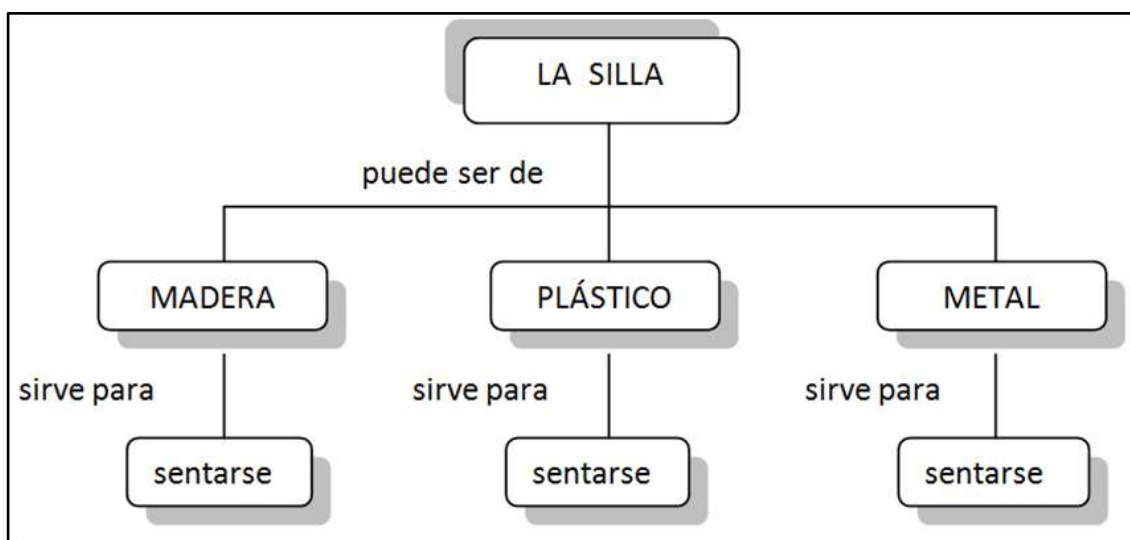 LA SILLA
puede ser de
MADERA PLÁSTICO METAL
sirve para sirve para sirve para
sentarse sentarse sentarse